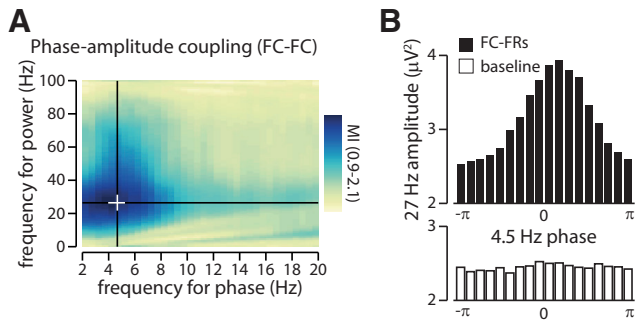 A
Phase-amplitude coupling (FC-FC)
frequency for power (Hz)
100
80
60
40
20
0
2 4 6 8 10 12 14 16 18 20
frequency for phase (Hz)
MI (0.9-2.1)
B
FC-FRs
baseline
27 Hz amplitude (μV²)
4
3
2
-π 0 π
4.5 Hz phase
3
2
-π 0 π